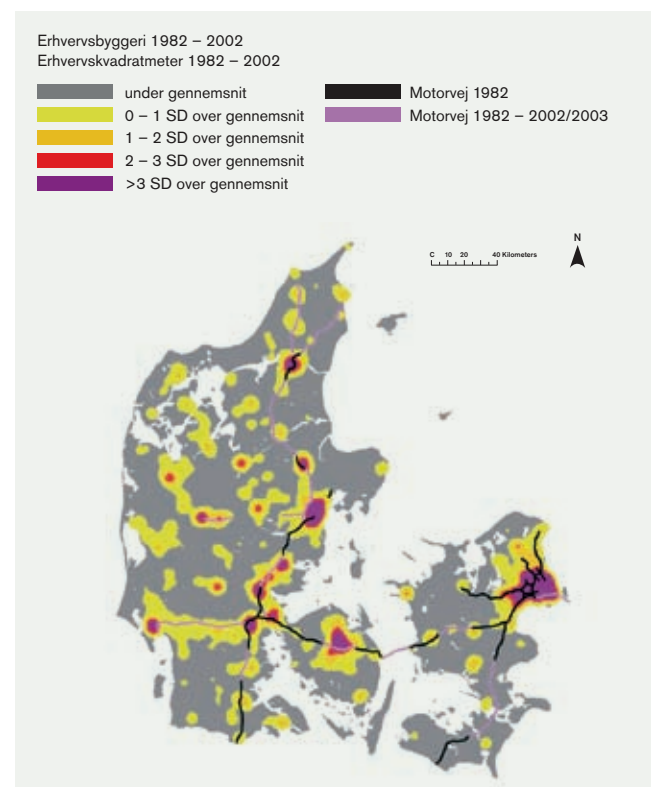 Erhvervsbyggeri 1982 – 2002
Erhvervskvadratmeter 1982 – 2002
under gennemsnit
0 – 1 SD over gennemsnit
1 – 2 SD over gennemsnit
2 – 3 SD over gennemsnit
>3 SD over gennemsnit
Motorvej 1982
Motorvej 1982 – 2002/2003
N
C 10 20 40 Kilometers